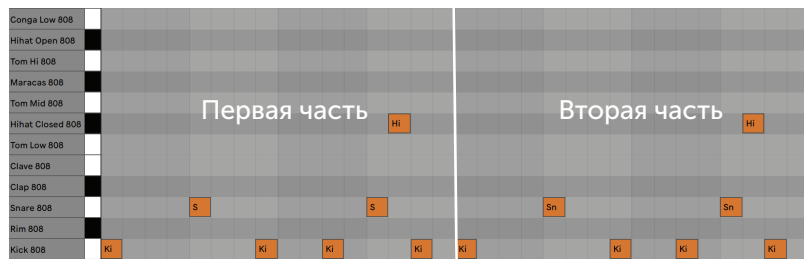 Conga Low 808
Hihat Open 808
Tom Hi 808
Maracas 808
Tom Mid 808
Первая часть Вторая часть
Hihat Closed 808 Hi Hi
Tom Low 808
Clave 808
Clap 808
Snare 808 S S Sn Sn
Rim 808
Kick 808 Ki Ki Ki Ki Ki Ki Ki Ki